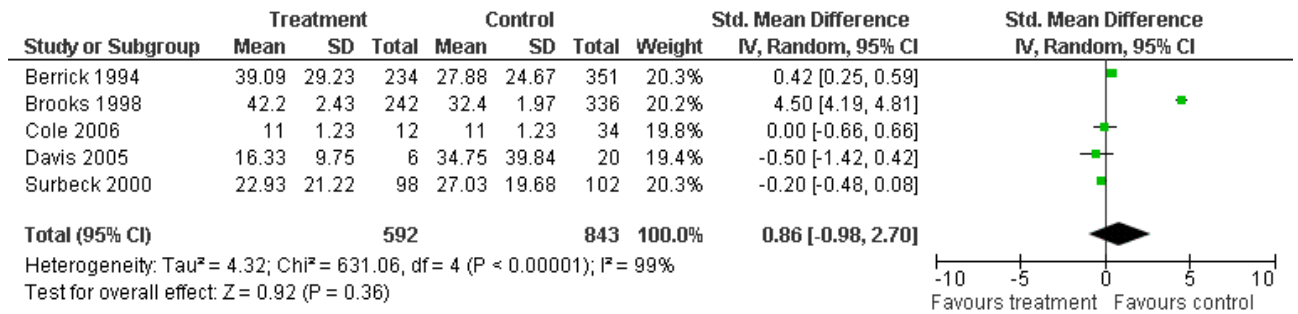 Treatment Control Std. Mean Difference Std. Mean Difference
Study or Subgroup Mean SD Total Mean SD Total Weight IV, Random, 95% CI IV, Random, 95% CI
Berrick 1994 39.09 29.23 234 27.88 24.67 351 20.3% 0.42 [0.25, 0.59]
Brooks 1998 42.2 2.43 242 32.4 1.97 336 20.2% 4.50 [4.19, 4.81]
Cole 2006 11 1.23 12 11 1.23 34 19.8% 0.00 [-0.66, 0.66]
Davis 2005 16.33 9.75 6 34.75 39.84 20 19.4% -0.50 [-1.42, 0.42]
Surbeck 2000 22.93 21.22 98 27.03 19.68 102 20.3% -0.20 [-0.48, 0.08]
Total (95% CI) 592 843 100.0% 0.86 [-0.98, 2.70]
Heterogeneity: Tau² = 4.32; Chi² = 631.06, df = 4 (P < 0.00001); I² = 99%
Test for overall effect: Z = 0.92 (P = 0.36)
-10 -5 0 5 10
Favours treatment Favours control